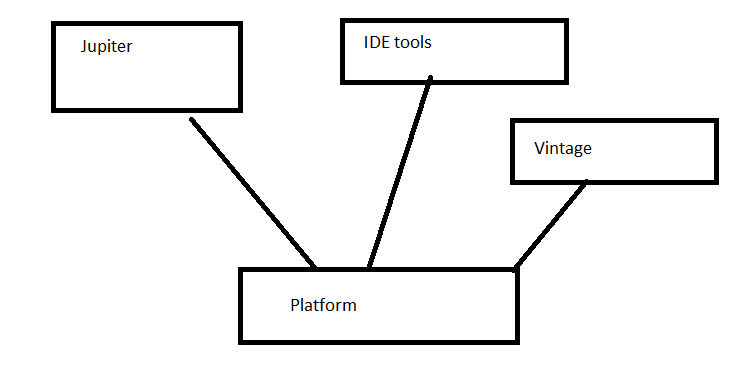 Jupiter
IDE tools
Vintage
Platform